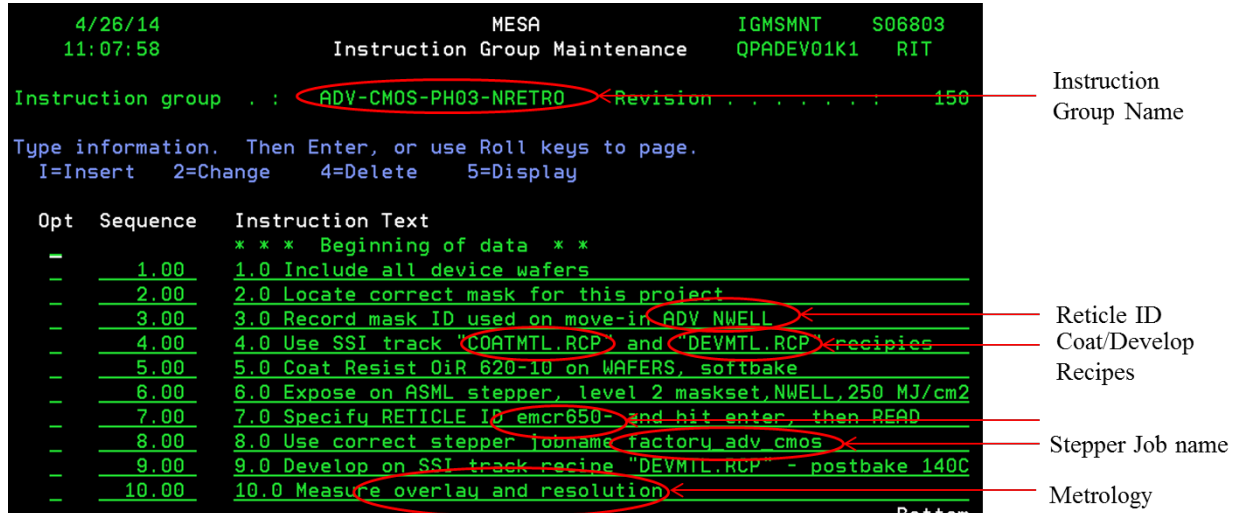 4/26/14 MESA IGMSMNT S06803
11:07:58 Instruction Group Maintenance QPADEV01K1 RIT
Instruction group . : ADV-CMOS-PH03-NRETRO Revision . . . . . . : 150
Instruction
Group Name
Type information. Then Enter, or use Roll keys to page.
I=Insert 2=Change 4=Delete 5=Display
Opt Sequence Instruction Text
* * * Beginning of data * *
1.00 1.0 Include all device wafers
2.00 2.0 Locate correct mask for this project
3.00 3.0 Record mask ID used on move-in ADV NWELL
Reticle ID
4.00 4.0 Use SSI track "COATMTL.RCP" and "DEVMTL.RCP" recipies
Coat/Develop
Recipes
5.00 5.0 Coat Resist OiR 620-10 on WAFERS, softbake
6.00 6.0 Expose on ASML stepper, level 2 maskset,NWELL,250 MJ/cm2
7.00 7.0 Specify RETICLE ID emcr650- and hit enter, then READ
8.00 8.0 Use correct stepper jobname factory_adv_cmos
Stepper Job name
9.00 9.0 Develop on SSI track recipe "DEVMTL.RCP" - postbake 140C
10.00 10.0 Measure overlay and resolution
Metrology
Bottom